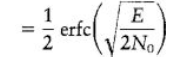 = 1/2 erfc(√(E/2N₀))